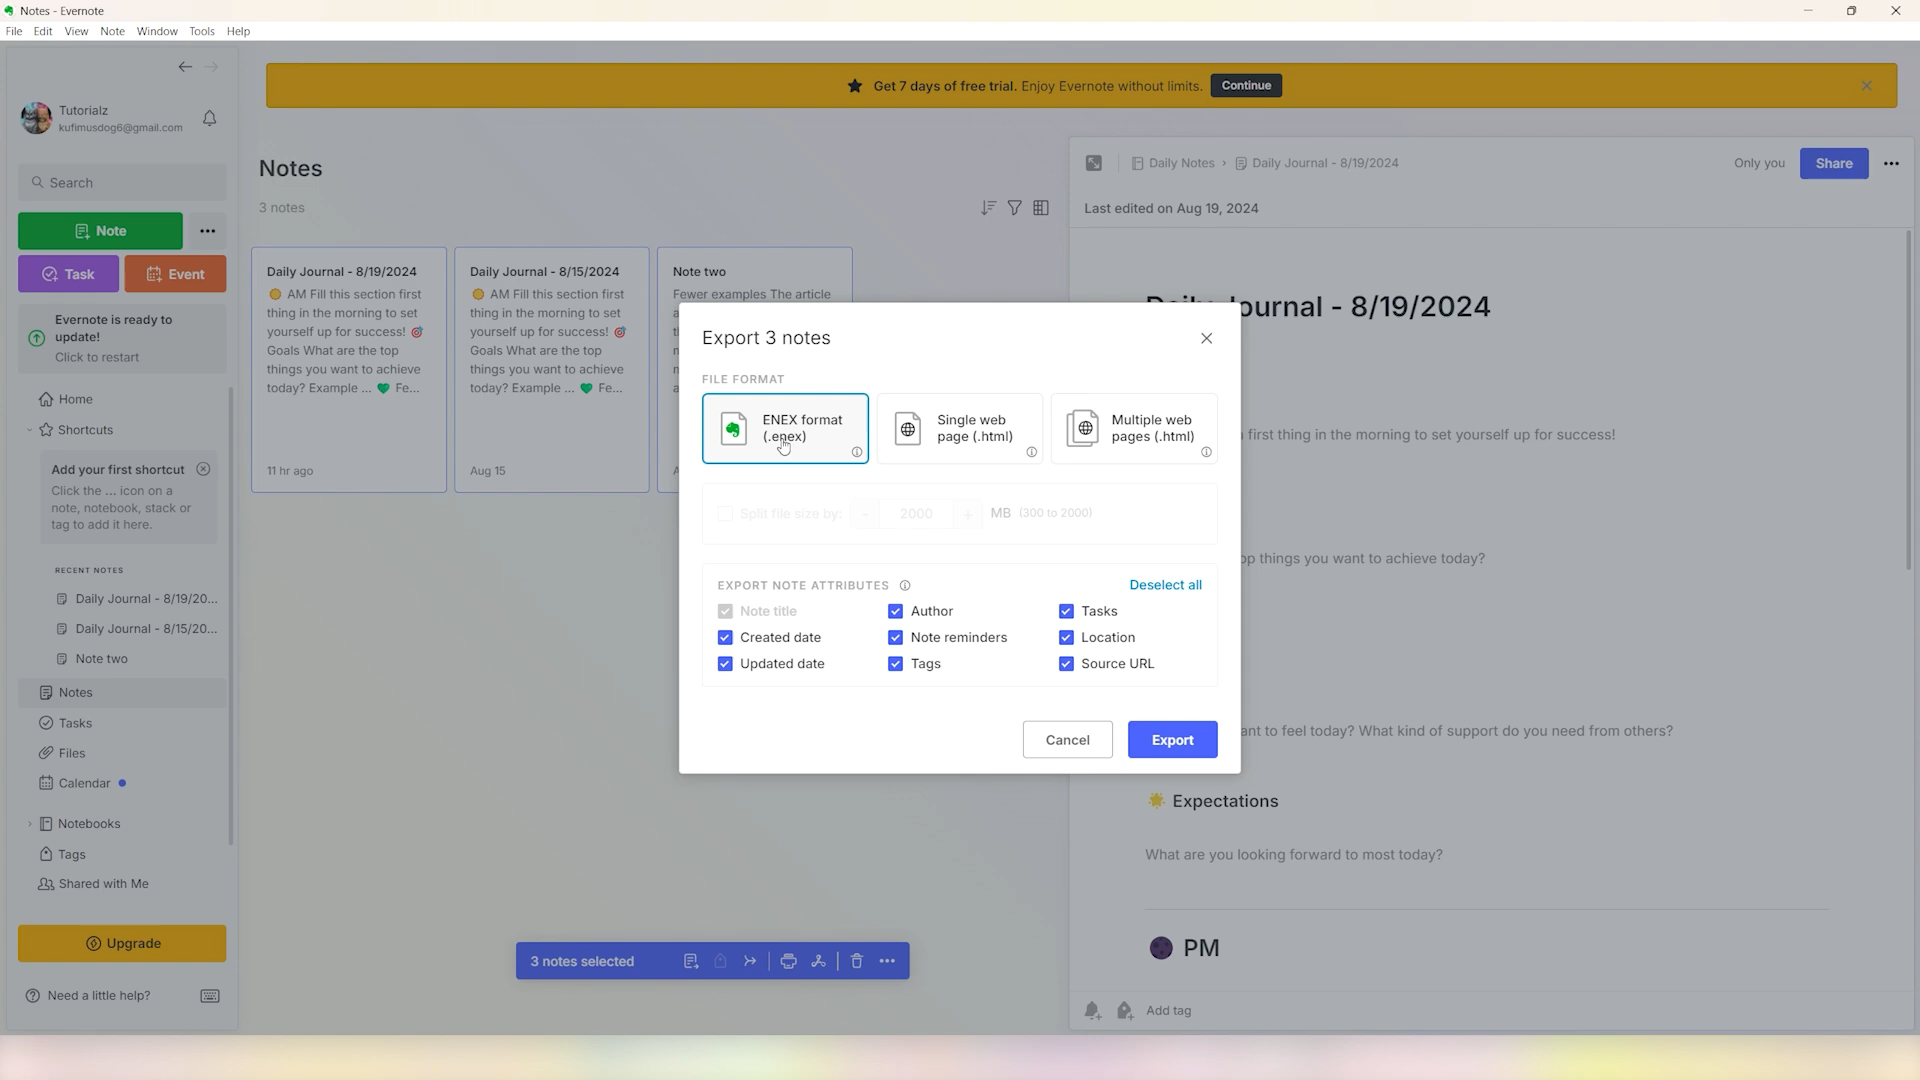 Notes - Evernote
File Edit View Note Window Tools Help
Get 7 days of free trial. Enjoy Evernote without limits. Continue
Tutorialz
kufimusdog6@gmail.com
Search
Note
Task Event
Evernote is ready to
update!
Click to restart
Home
Shortcuts
Add your first shortcut
Click the ... icon on a
note, notebook, stack or
tag to add it here.
RECENT NOTES
Daily Journal - 8/19/20...
Daily Journal - 8/15/20...
Note two
Notes
Tasks
Files
Calendar
Notebooks
Tags
Shared with Me
Upgrade
Need a little help?
Notes
3 notes
Daily Journal - 8/19/2024
AM Fill this section first
thing in the morning to set
yourself up for success!
Goals What are the top
things you want to achieve
today? Example ... 💚 Fe...
11 hr ago
Daily Journal - 8/15/2024
AM Fill this section first
thing in the morning to set
yourself up for success!
Goals What are the top
things you want to achieve
today? Example ... 💚 Fe...
Aug 15
Note two
Fewer examples The article
Export 3 notes
FILE FORMAT
ENEX format
(.enex)
Single web
page (.html)
Multiple web
pages (.html)
Split file size by: - 2000 + MB (300 to 2000)
EXPORT NOTE ATTRIBUTES Deselect all
Note title Author Tasks
Created date Note reminders Location
Updated date Tags Source URL
Cancel Export
3 notes selected
Daily Notes > Daily Journal - 8/19/2024 Only you Share
Last edited on Aug 19, 2024
Daily Journal - 8/19/2024
first thing in the morning to set yourself up for success!
op things you want to achieve today?
ant to feel today? What kind of support do you need from others?
Expectations
What are you looking forward to most today?
PM
Add tag